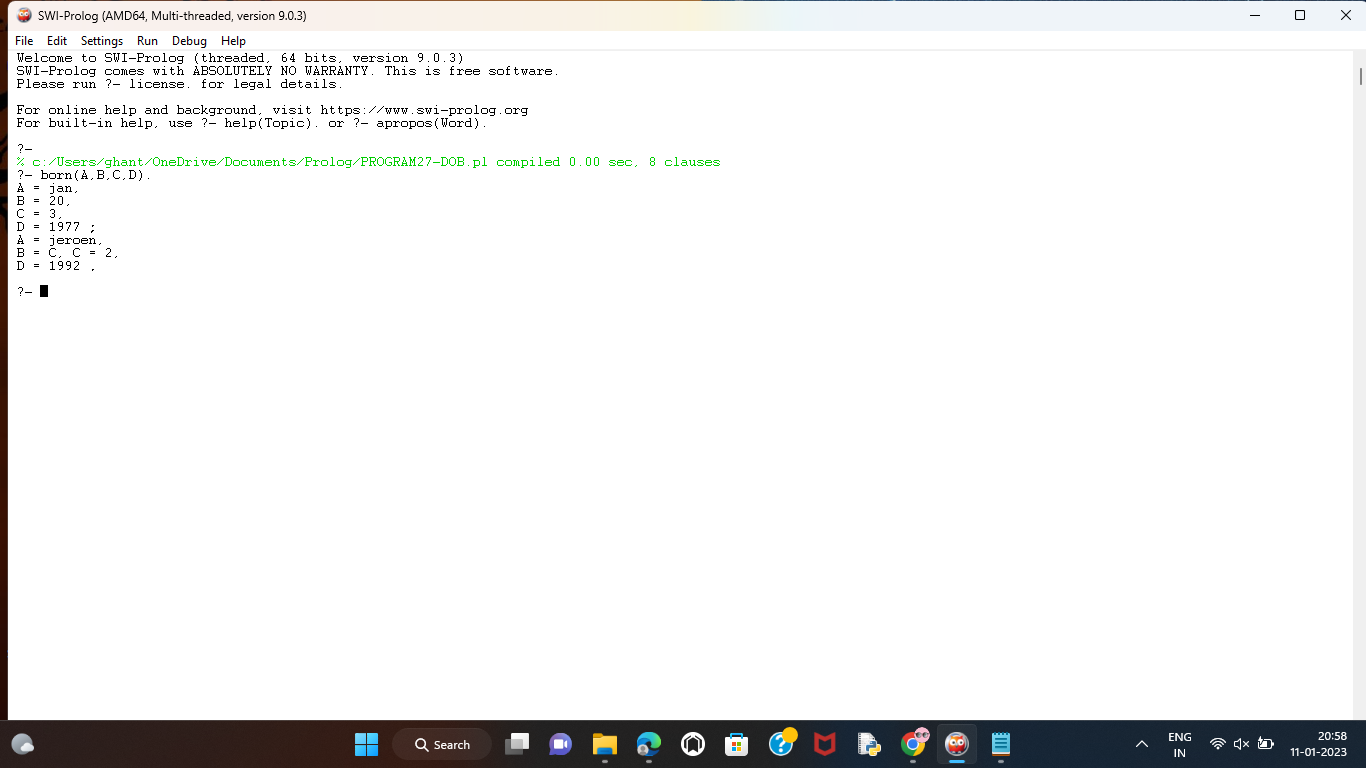 SWI-Prolog (AMD64, Multi-threaded, version 9.0.3)
File Edit Settings Run Debug Help
Welcome to SWI-Prolog (threaded, 64 bits, version 9.0.3)
SWI-Prolog comes with ABSOLUTELY NO WARRANTY. This is free software.
Please run ?- license. for legal details.
For online help and background, visit https://www.swi-prolog.org
For built-in help, use ?- help(Topic). or ?- apropos(Word).
?-
% c:/Users/ghant/OneDrive/Documents/Prolog/PROGRAM27-DOB.pl compiled 0.00 sec, 8 clauses
?- born(A,B,C,D).
A = jan,
B = 20,
C = 3,
D = 1977 ;
A = jeroen,
B = C, C = 2,
D = 1992 .
?-
Search
ENG
IN
20:58
11-01-2023